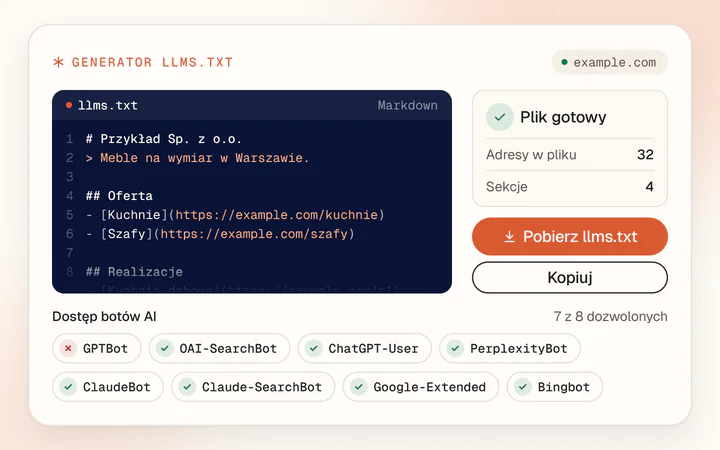 GENERATOR LLMS.TXT
example.com
llms.txt
Markdown
1 # Przykład Sp. z o.o.
2 > Meble na wymiar w Warszawie.
3
4 ## Oferta
5 - [Kuchnie](https://example.com/kuchnie)
6 - [Szafy](https://example.com/szafy)
7
8 ## Realizacje
Plik gotowy
Adresy w pliku 32
Sekcje 4
Pobierz llms.txt
Kopiuj
Dostęp botów AI
7 z 8 dozwolonych
GPTBot OAI-SearchBot ChatGPT-User PerplexityBot
ClaudeBot Claude-SearchBot Google-Extended Bingbot